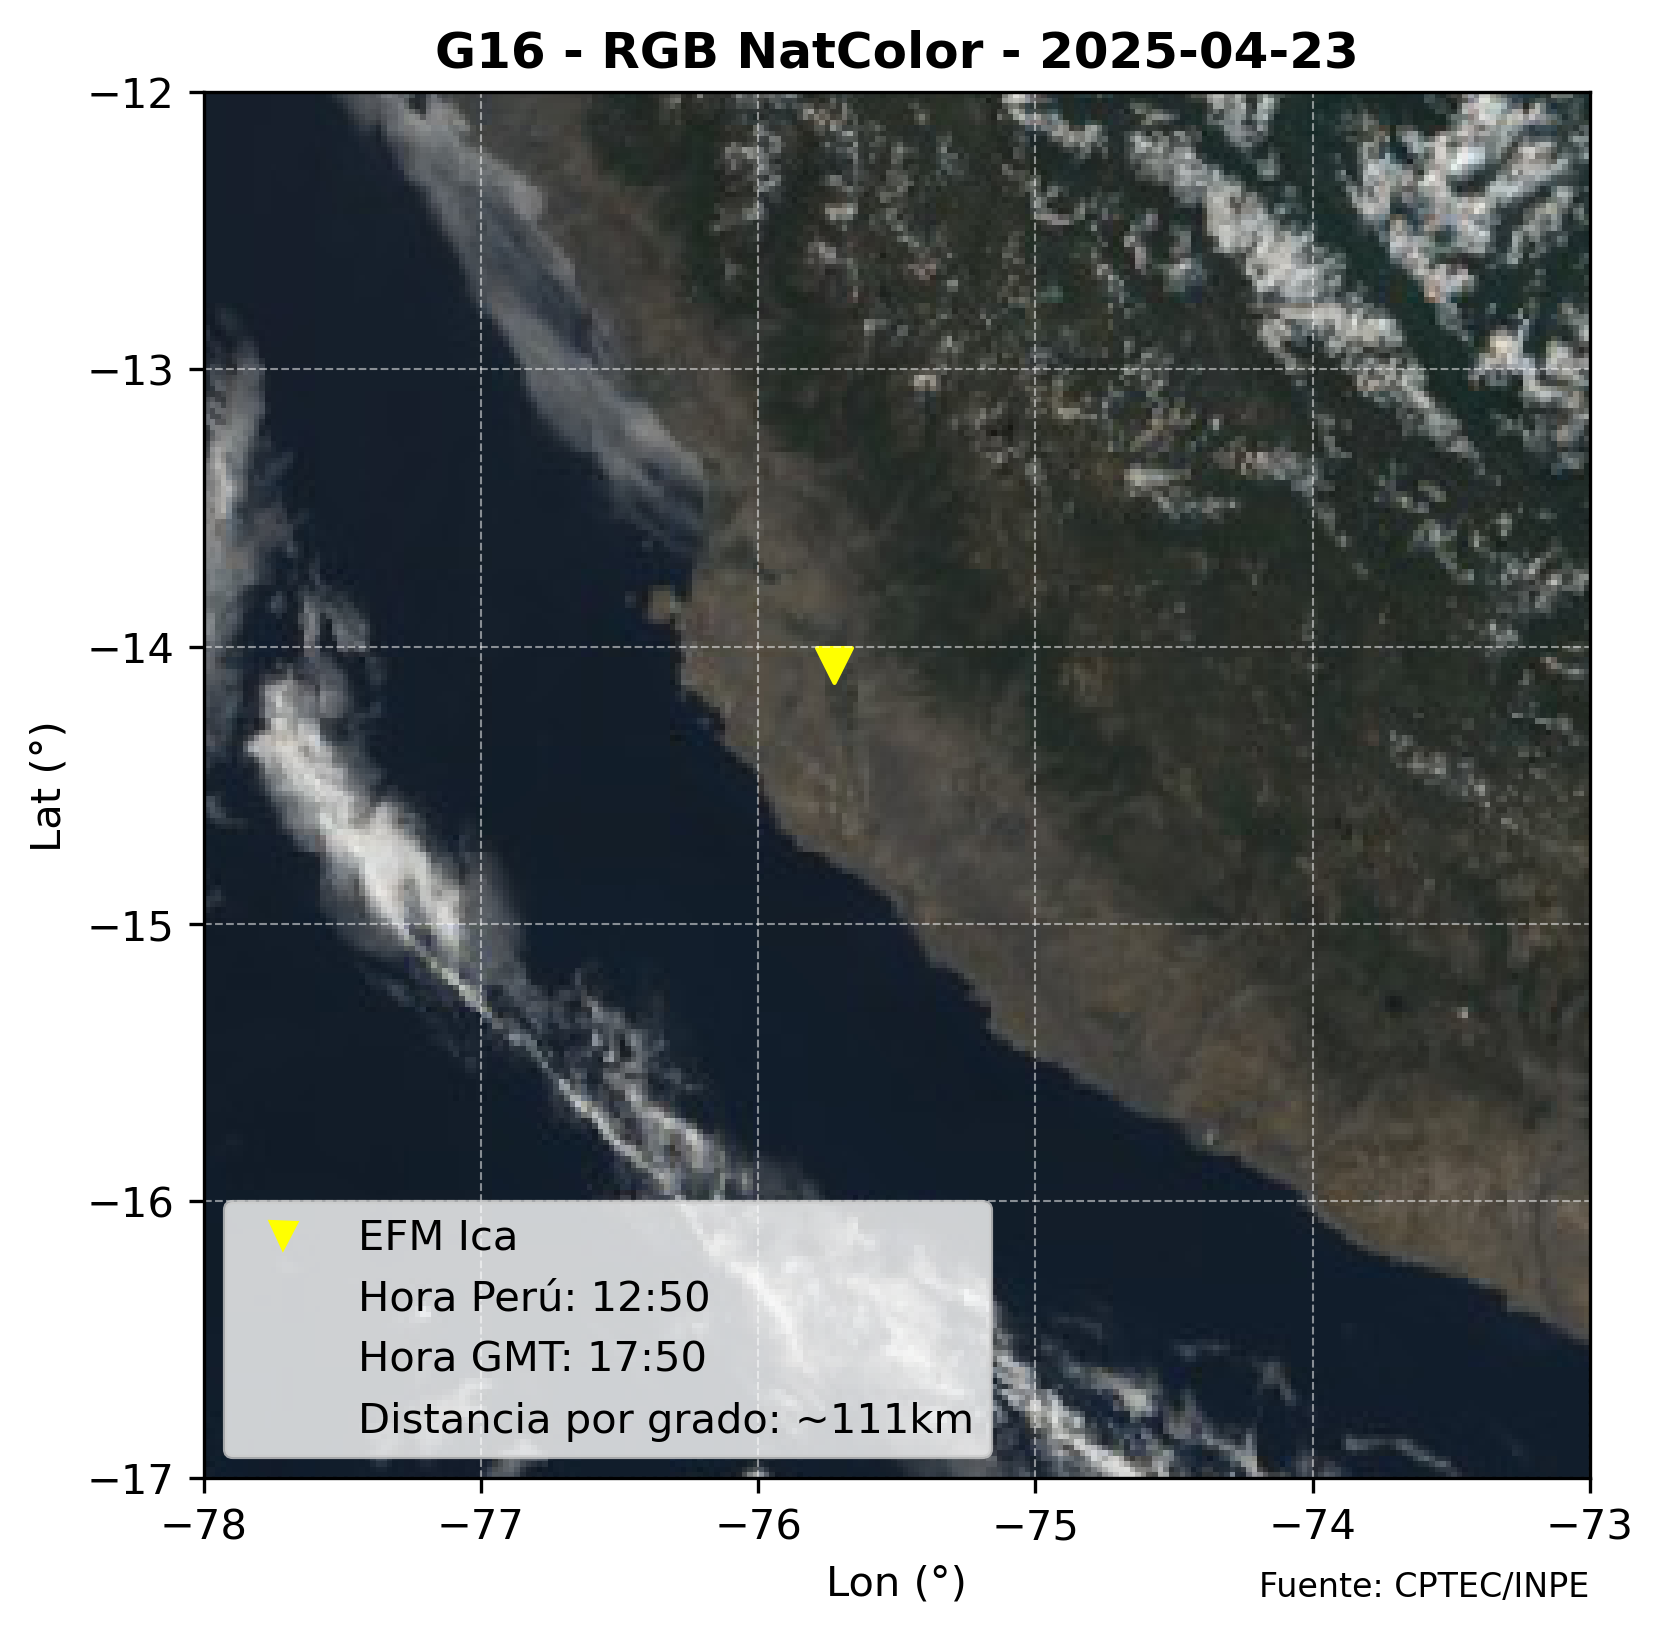 G16 - RGB NatColor - 2025-04-23
−12
−13
−14
−15
−16
−17
Lat (°)
EFM Ica
Hora Perú: 12:50
Hora GMT: 17:50
Distancia por grado: ~111km
−78
−77
−76
−75
−74
−73
Lon (°)
Fuente: CPTEC/INPE